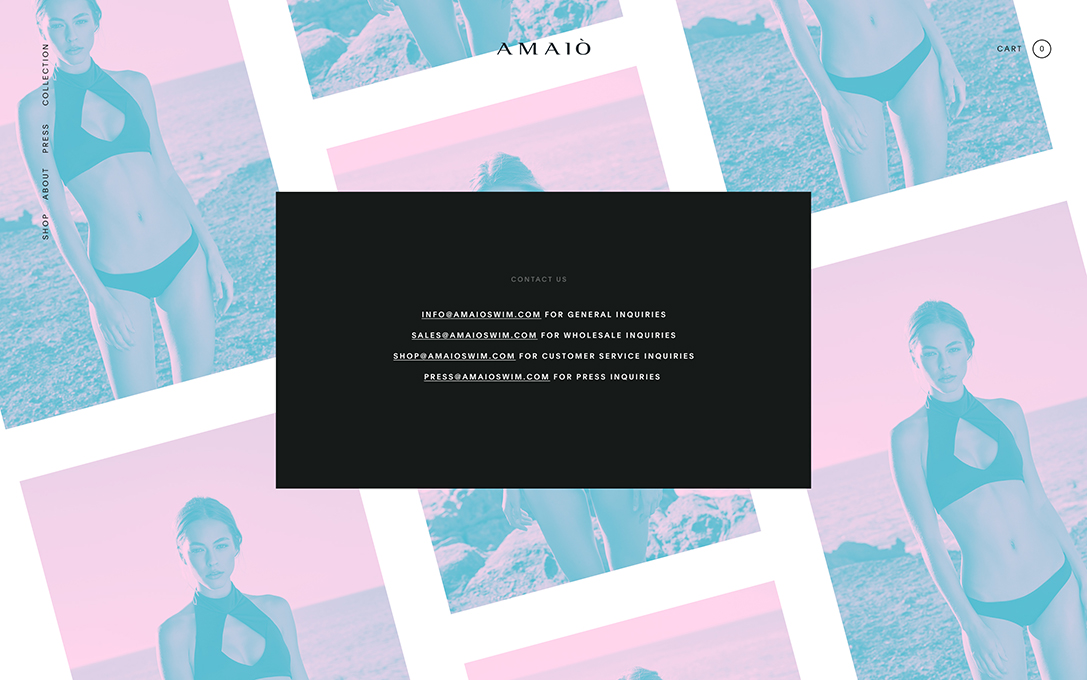 AMAIÒ
CART 0
COLLECTION
PRESS
ABOUT
SHOP
CONTACT US
INFO@AMAIOSWIM.COM FOR GENERAL INQUIRIES
SALES@AMAIOSWIM.COM FOR WHOLESALE INQUIRIES
SHOP@AMAIOSWIM.COM FOR CUSTOMER SERVICE INQUIRIES
PRESS@AMAIOSWIM.COM FOR PRESS INQUIRIES